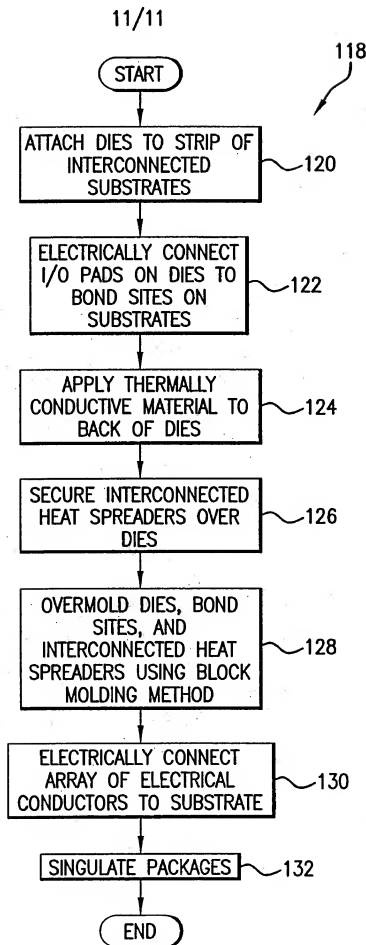 11/11
118
START
ATTACH DIES TO STRIP OF
INTERCONNECTED
SUBSTRATES
120
ELECTRICALLY CONNECT
I/O PADS ON DIES TO
BOND SITES ON
SUBSTRATES
122
APPLY THERMALLY
CONDUCTIVE MATERIAL TO
BACK OF DIES
124
SECURE INTERCONNECTED
HEAT SPREADERS OVER
DIES
126
OVERMOLD DIES, BOND
SITES, AND
INTERCONNECTED HEAT
SPREADERS USING BLOCK
MOLDING METHOD
128
ELECTRICALLY CONNECT
ARRAY OF ELECTRICAL
CONDUCTORS TO SUBSTRATE
130
SINGULATE PACKAGES
132
END